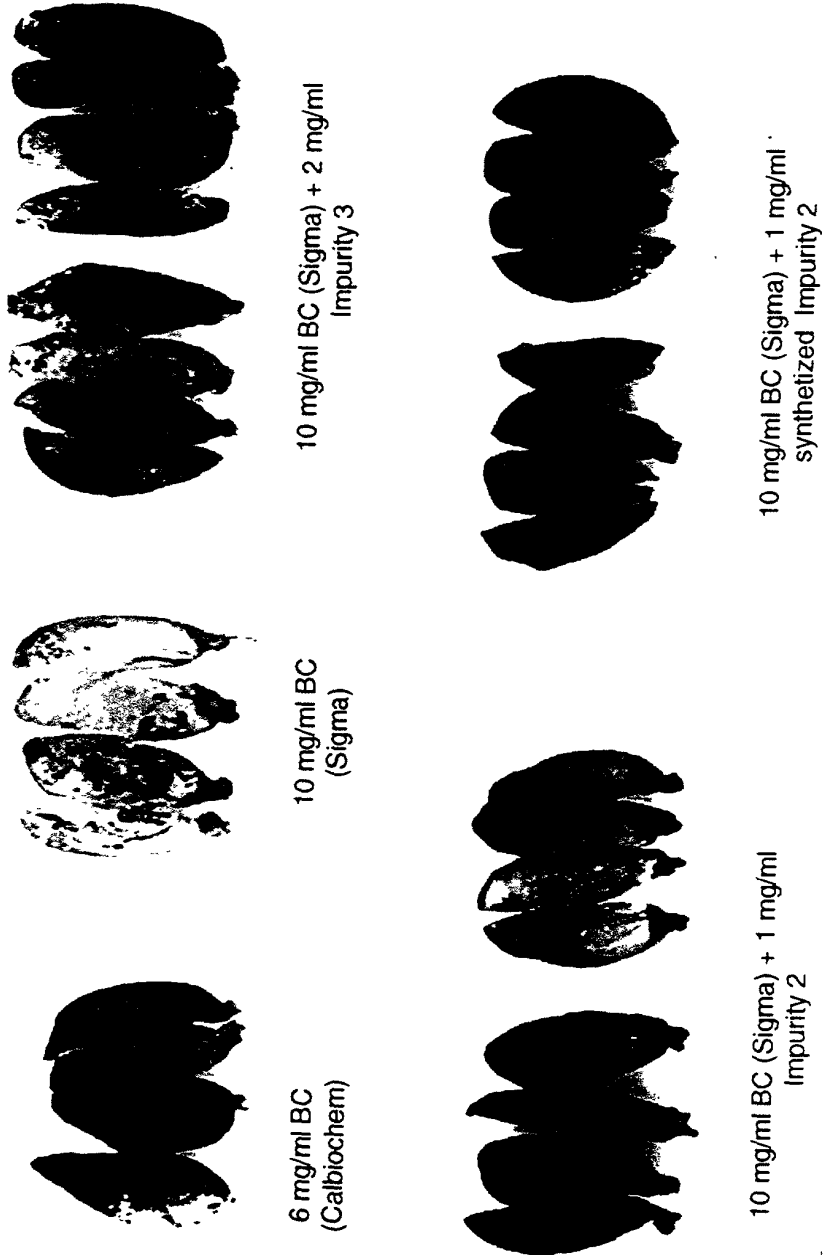 6 mg/ml BC
(Calbiochem)
10 mg/ml BC
(Sigma)
10 mg/ml BC (Sigma) + 2 mg/ml
Impurity 3
10 mg/ml BC (Sigma) + 1 mg/ml
Impurity 2
10 mg/ml BC (Sigma) + 1 mg/ml
synthetized Impurity 2